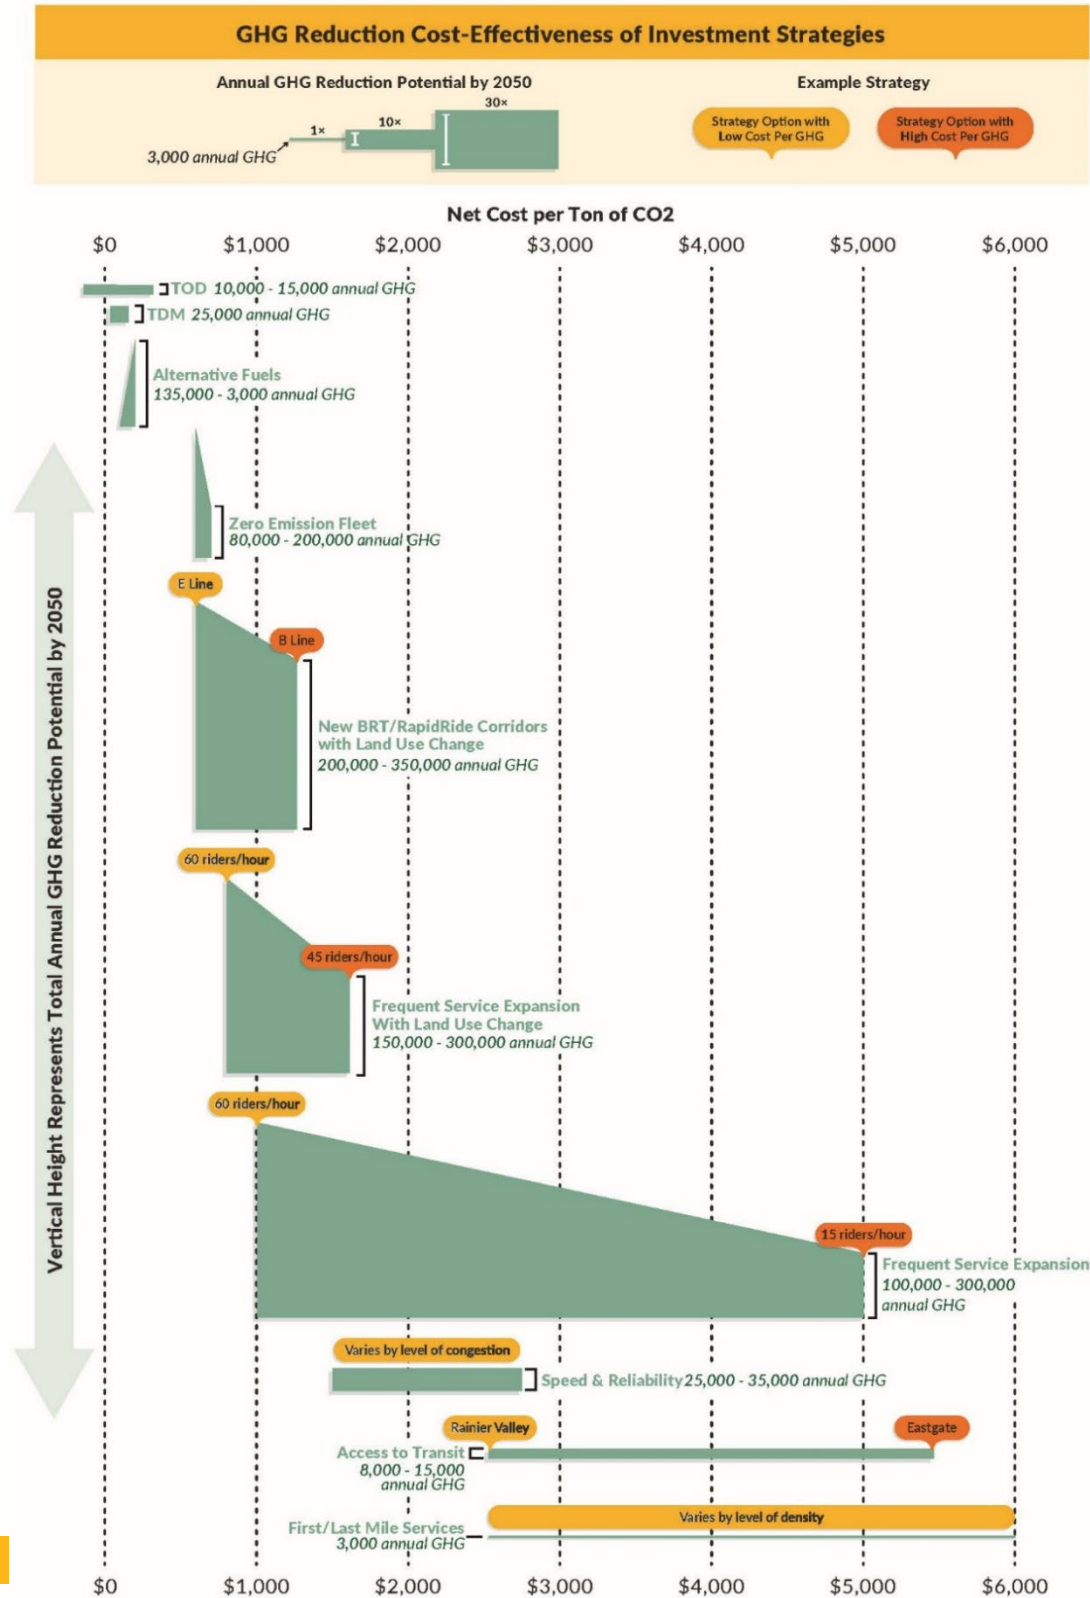 GHG Reduction Cost-Effectiveness of Investment Strategies
Annual GHG Reduction Potential by 2050
Example Strategy
1×
10×
30×
3,000 annual GHG
Strategy Option with
Low Cost Per GHG
Strategy Option with
High Cost Per GHG
Net Cost per Ton of CO2
$0 $1,000 $2,000 $3,000 $4,000 $5,000 $6,000
TOD 10,000 - 15,000 annual GHG
TDM 25,000 annual GHG
Alternative Fuels
135,000 - 3,000 annual GHG
Zero Emission Fleet
80,000 - 200,000 annual GHG
E Line
B Line
New BRT/RapidRide Corridors
with Land Use Change
200,000 - 350,000 annual GHG
60 riders/hour
45 riders/hour
Frequent Service Expansion
With Land Use Change
150,000 - 300,000 annual GHG
60 riders/hour
15 riders/hour
Frequent Service Expansion
100,000 - 300,000
annual GHG
Varies by level of congestion
Speed & Reliability 25,000 - 35,000 annual GHG
Rainier Valley
Eastgate
Access to Transit
8,000 - 15,000
annual GHG
Varies by level of density
First/Last Mile Services
3,000 annual GHG
$0 $1,000 $2,000 $3,000 $4,000 $5,000 $6,000
Vertical Height Represents Total Annual GHG Reduction Potential by 2050